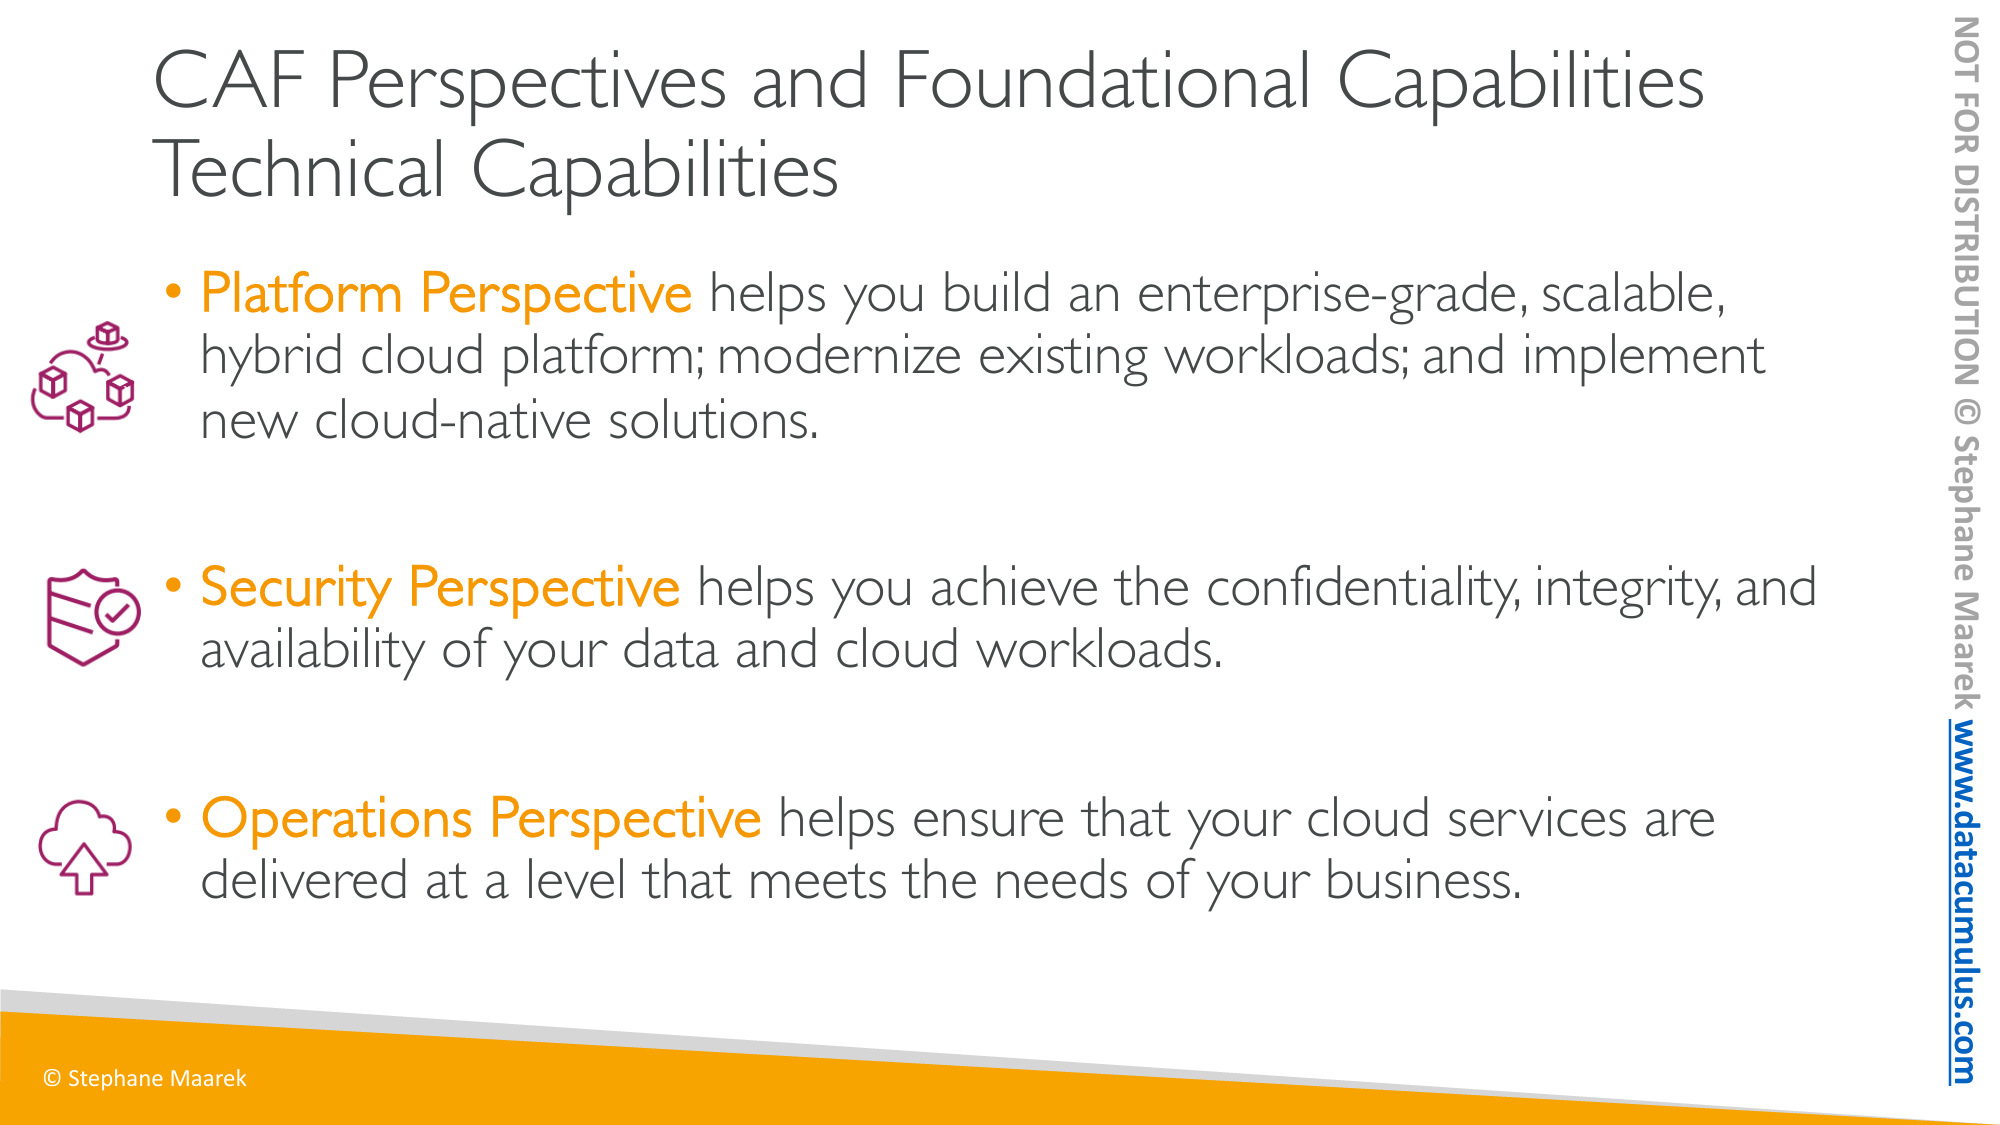 CAF Perspectives and Foundational Capabilities
Technical Capabilities
• Platform Perspective helps you build an enterprise-grade, scalable,
hybrid cloud platform; modernize existing workloads; and implement
new cloud-native solutions.
• Security Perspective helps you achieve the confidentiality, integrity, and
availability of your data and cloud workloads.
• Operations Perspective helps ensure that your cloud services are
delivered at a level that meets the needs of your business.
© Stephane Maarek
NOT FOR DISTRIBUTION © Stephane Maarek www.datacumulus.com